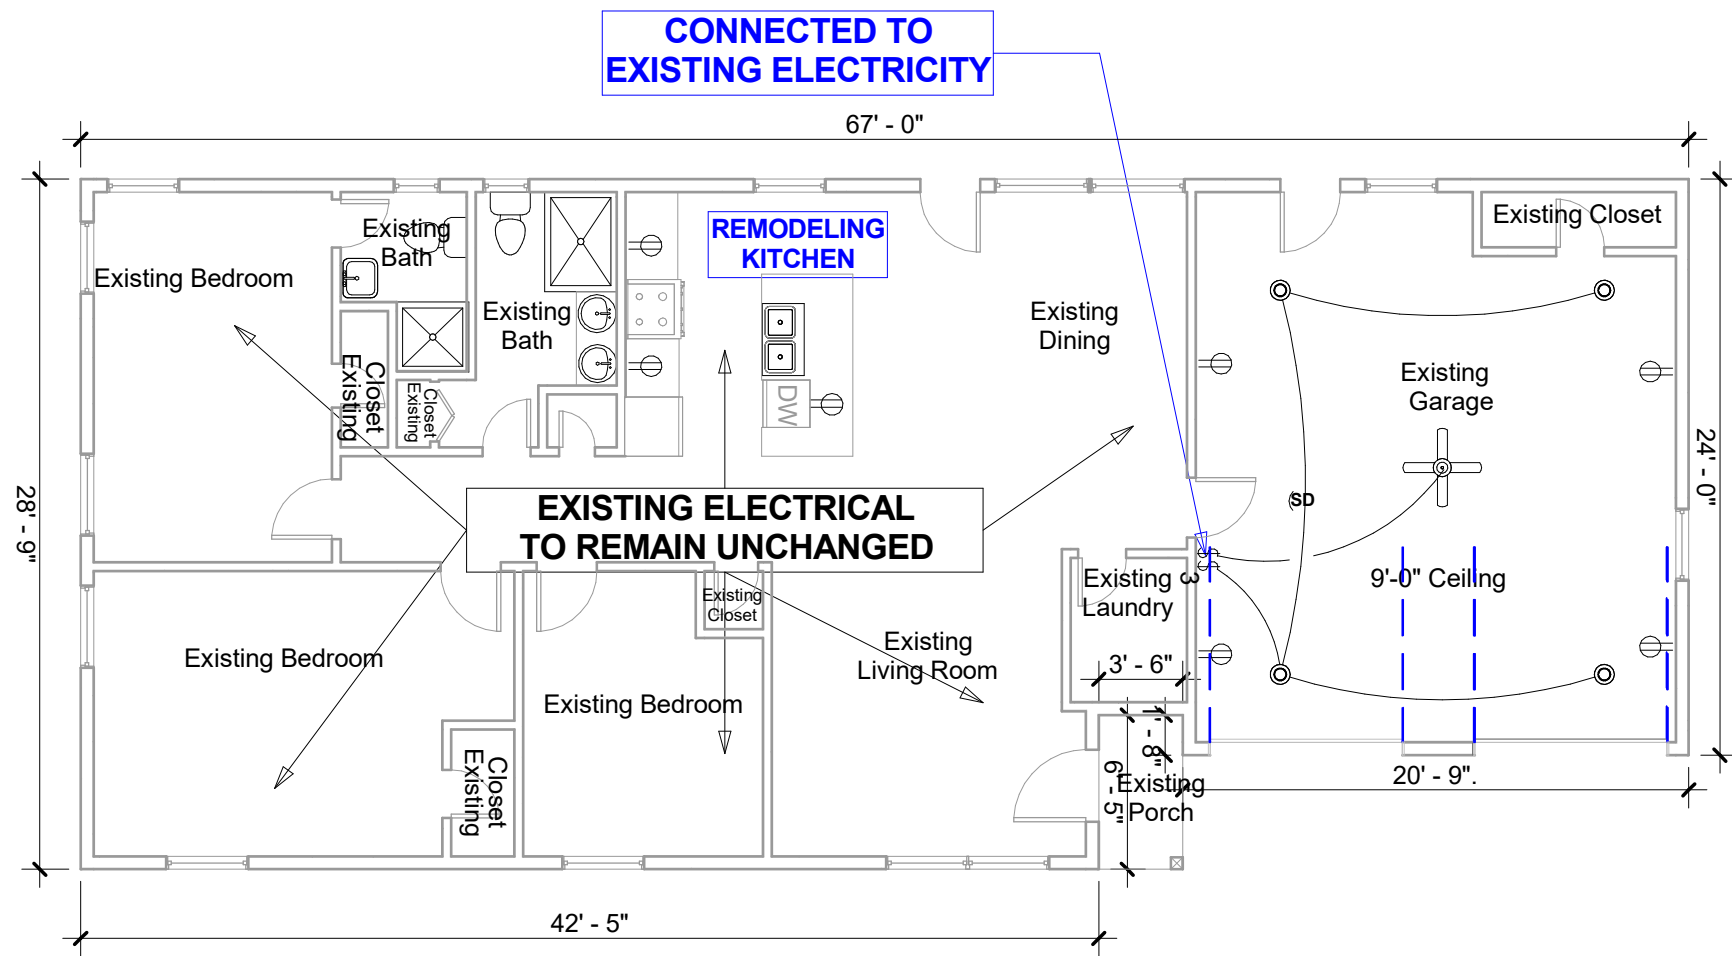 CONNECTED TO
EXISTING ELECTRICITY
67' - 0"
REMODELING
KITCHEN
Existing Closet
Existing
Bath
Existing Bedroom
Existing
Bath
Existing
Dining
Closet
Existing
Closet
Existing
DW
Existing
Garage
24' - 0"
28' - 9"
SD
EXISTING ELECTRICAL
TO REMAIN UNCHANGED
3
9'-0" Ceiling
Existing
Laundry
Existing
Closet
Existing Bedroom
Existing
Living Room
3' - 6"
Existing Bedroom
1' - 8"
6' - 5"
Closet
Existing
Existing
Porch
20' - 9".
42' - 5"